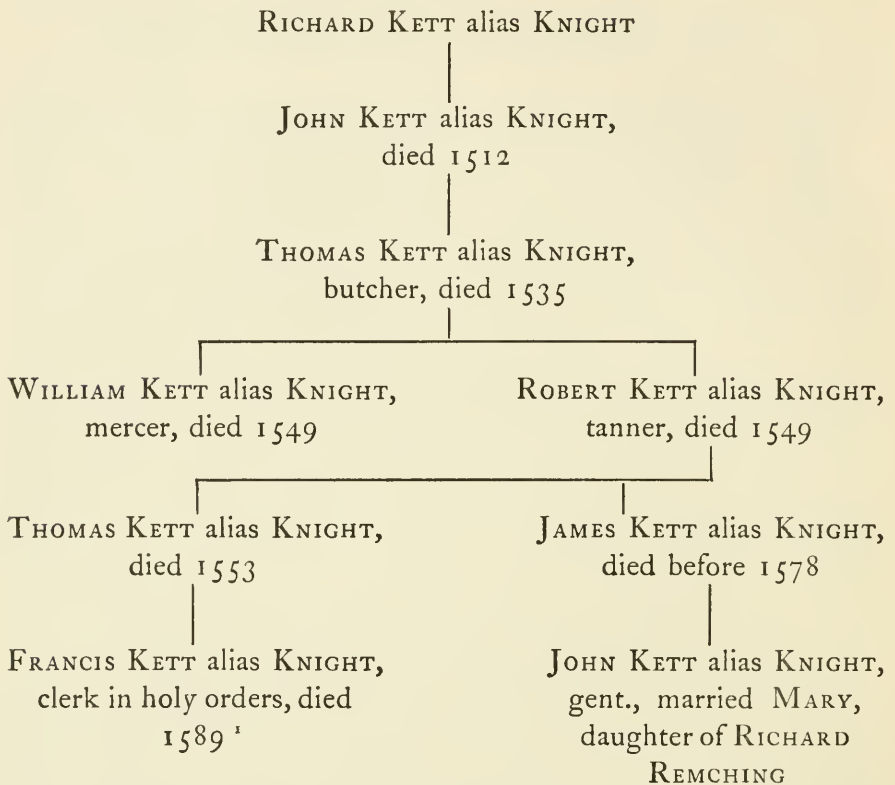 RICHARD KETT alias KNIGHT
JOHN KETT alias KNIGHT,
died 1512
THOMAS KETT alias KNIGHT,
butcher, died 1535
WILLIAM KETT alias KNIGHT,
mercer, died 1549
ROBERT KETT alias KNIGHT,
tanner, died 1549
THOMAS KETT alias KNIGHT,
died 1553
JAMES KETT alias KNIGHT,
died before 1578
FRANCIS KETT alias KNIGHT,
clerk in holy orders, died
1589 ¹
JOHN KETT alias KNIGHT,
gent., married MARY,
daughter of RICHARD
REMCHING